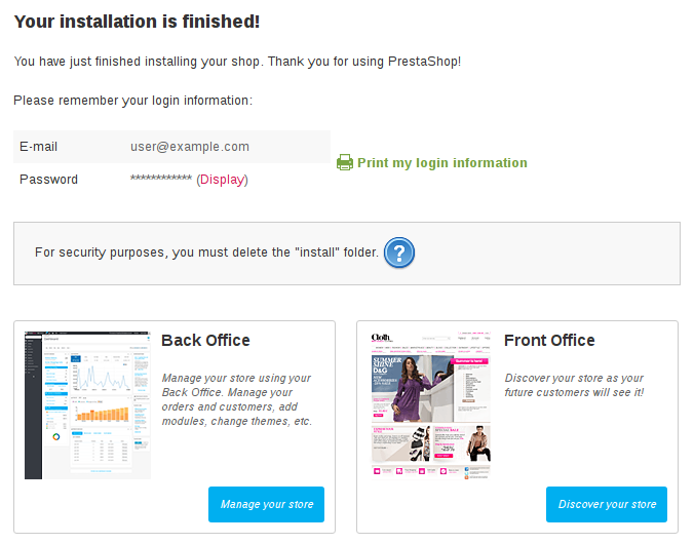 Your installation is finished!
You have just finished installing your shop. Thank you for using PrestaShop!
Please remember your login information:
E-mail user@example.com
Password ************ (Display)
Print my login information
For security purposes, you must delete the "install" folder. ?
Back Office
Manage your store using your
Back Office. Manage your
orders and customers, add
modules, change themes, etc.
Manage your store
Cloth
SUMMER
D&G
Front Office
Discover your store as your
future customers will see it!
Discover your store